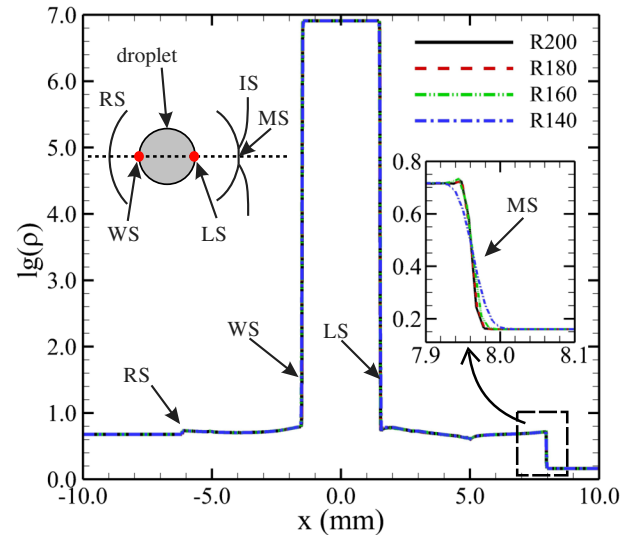 7.0
6.0
5.0
4.0
3.0
2.0
1.0
0.0
lg(ρ)
-10.0 -5.0 0.0 5.0 10.0
x (mm)
droplet
RS
IS
MS
WS
LS
R200
R180
R160
R140
0.8
0.6
0.4
0.2
7.9 8.0 8.1
MS
WS
LS
RS